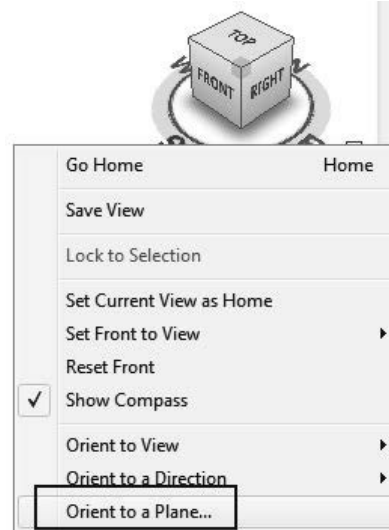 TOP
W N
FRONT RIGHT
Go Home Home
Save View
Lock to Selection
Set Current View as Home
Set Front to View
Reset Front
Show Compass
Orient to View
Orient to a Direction
Orient to a Plane...